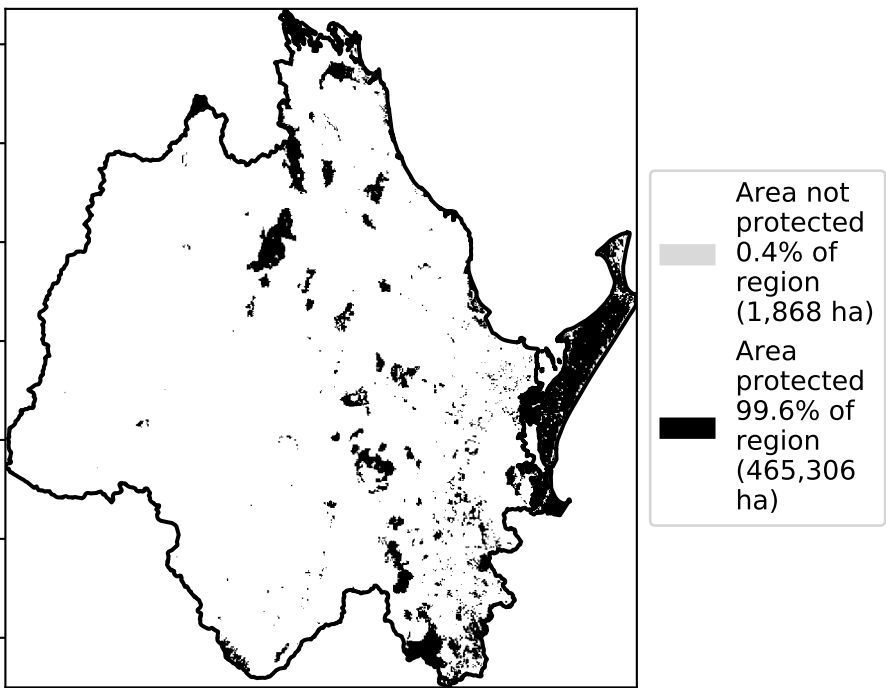 Area not
protected
0.4% of
region
(1,868 ha)
Area
protected
99.6% of
region
(465,306
ha)